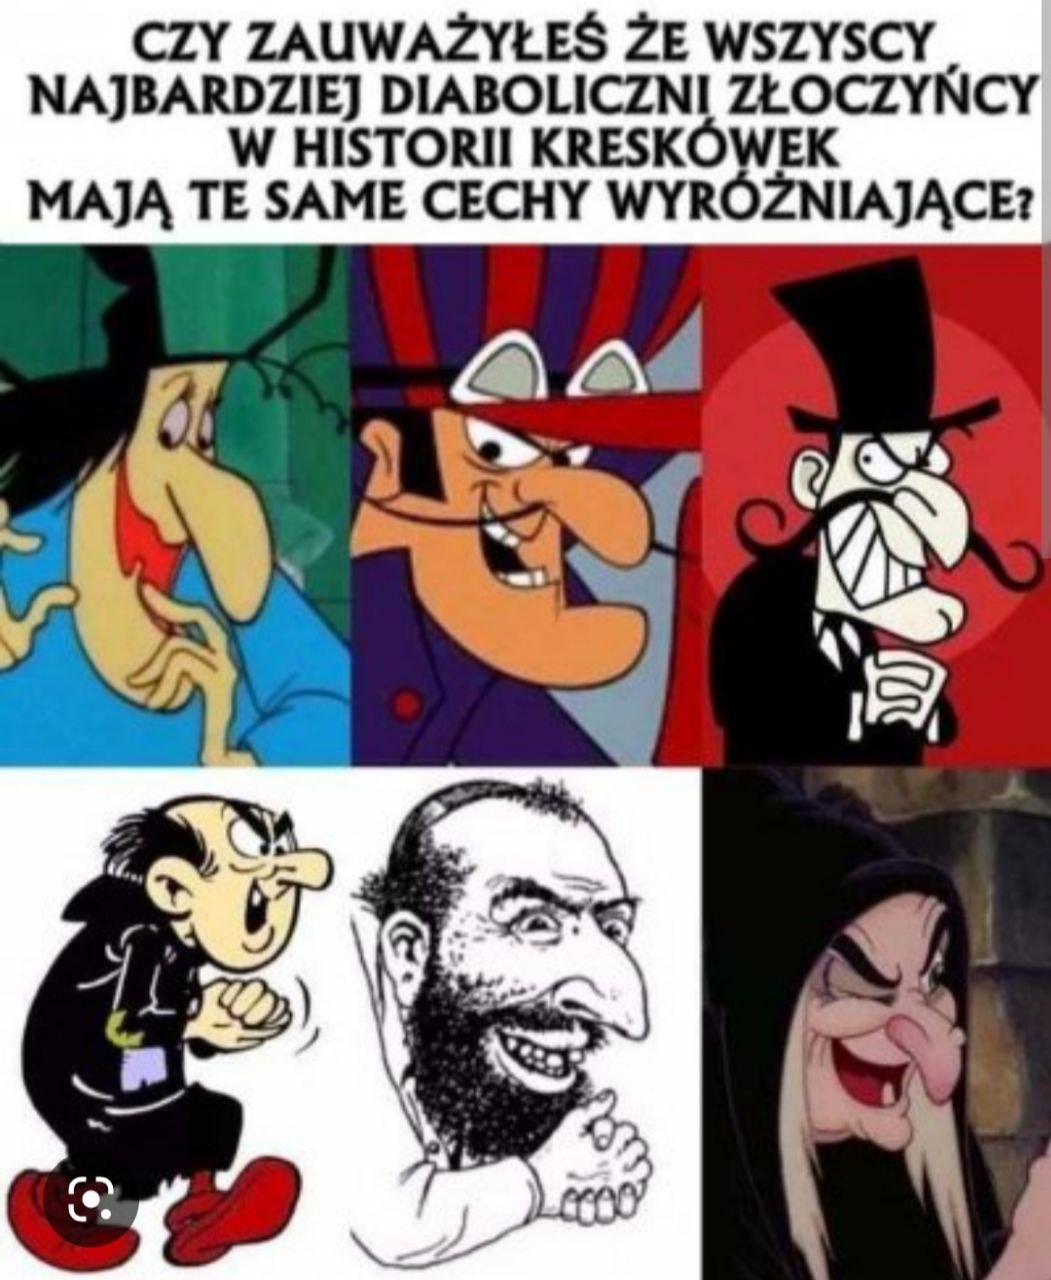 CZY ZAUWAŻYŁEŚ ŻE WSZYSCY
NAJBARDZIEJ DIABOLICZNI ZŁOCZYŃCY
W HISTORII KRESKÓWEK
MAJĄ TE SAME CECHY WYRÓŻNIAJĄCE?